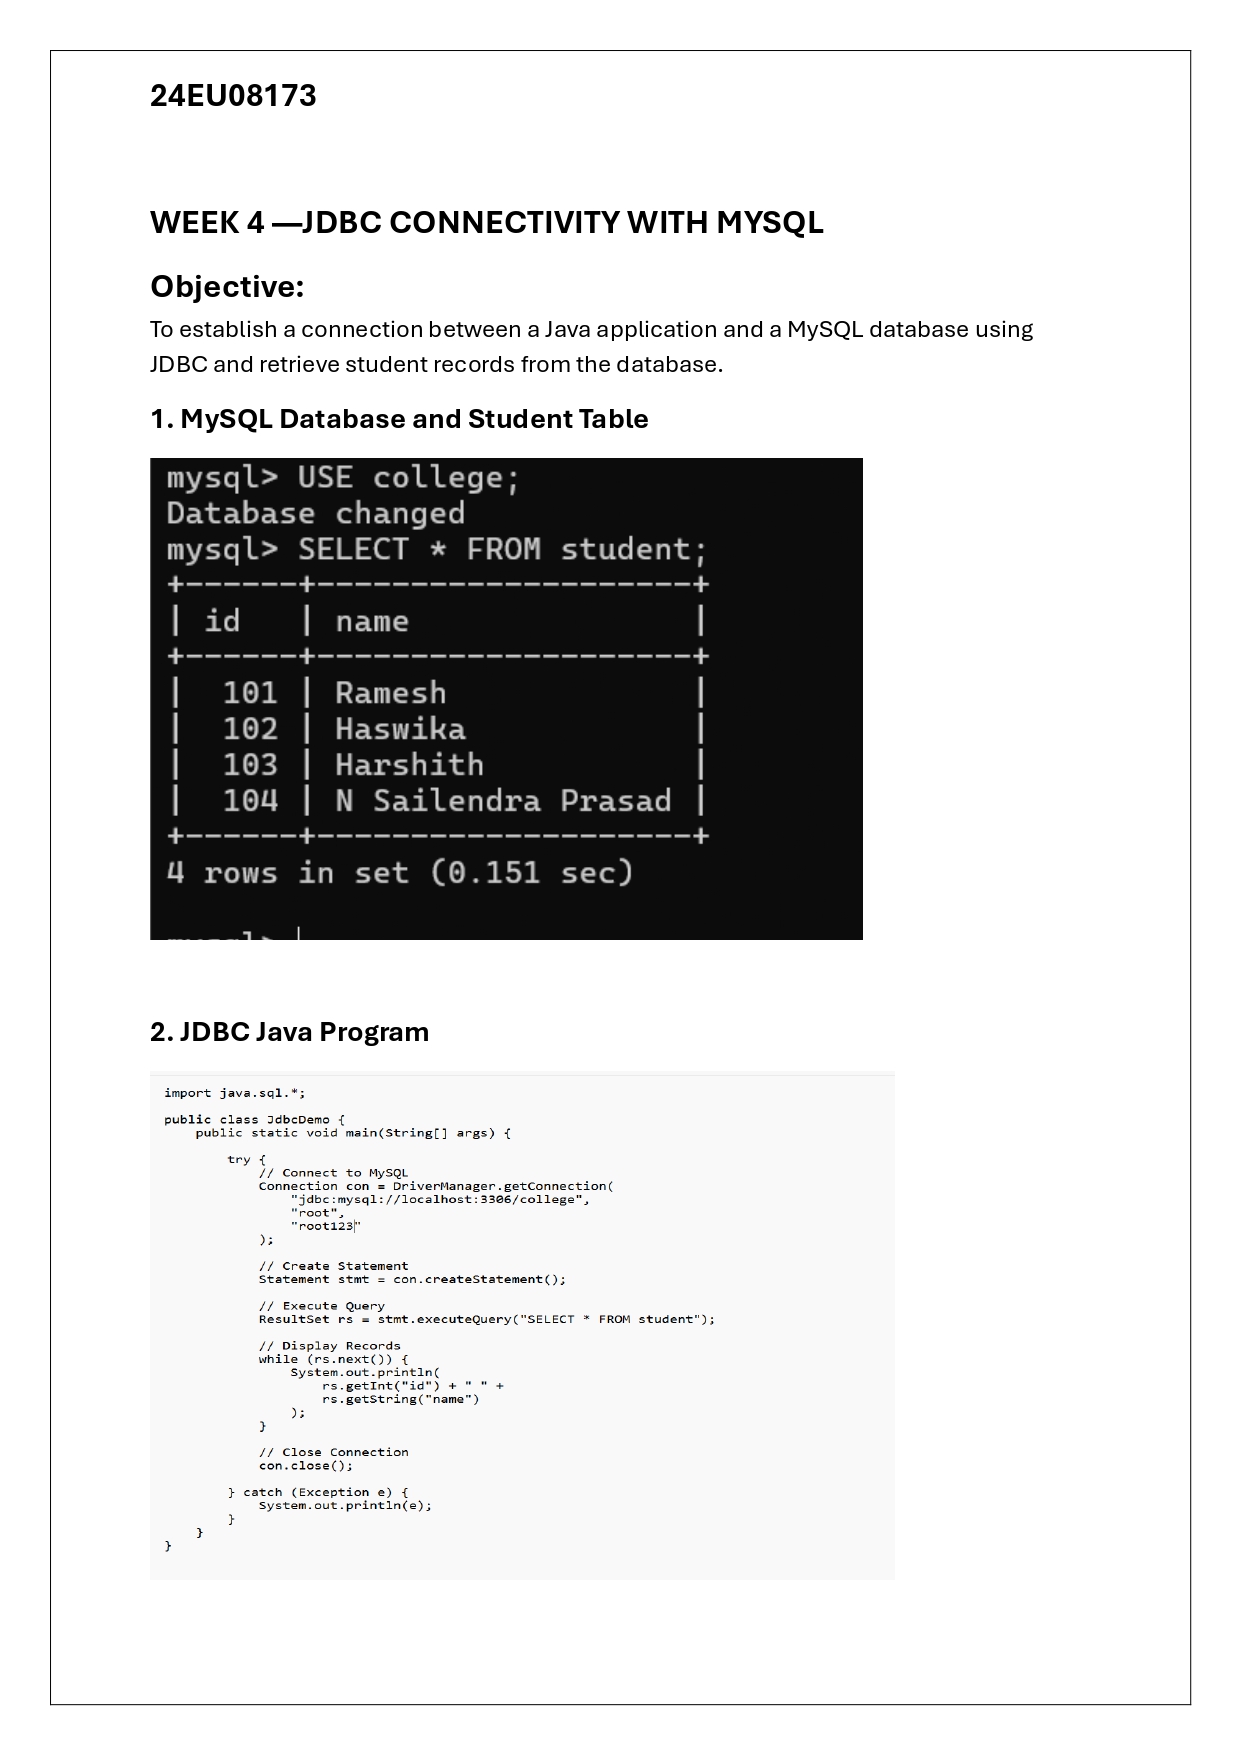 24EU08173
WEEK 4 —JDBC CONNECTIVITY WITH MYSQL
Objective:
To establish a connection between a Java application and a MySQL database using
JDBC and retrieve student records from the database.
1. MySQL Database and Student Table
mysql> USE college;
Database changed
mysql> SELECT * FROM student;
+------+--------------------+
| id   | name               |
+------+--------------------+
|  101 | Ramesh             |
|  102 | Haswika            |
|  103 | Harshith           |
|  104 | N Sailendra Prasad |
+------+--------------------+
4 rows in set (0.151 sec)
mysql>
2. JDBC Java Program
import java.sql.*;
public class JdbcDemo {
    public static void main(String[] args) {
        try {
            // Connect to MySQL
            Connection con = DriverManager.getConnection(
                "jdbc:mysql://localhost:3306/college",
                "root",
                "root123"
            );
            // Create Statement
            Statement stmt = con.createStatement();
            // Execute Query
            ResultSet rs = stmt.executeQuery("SELECT * FROM student");
            // Display Records
            while (rs.next()) {
                System.out.println(
                    rs.getInt("id") + " " +
                    rs.getString("name")
                );
            }
            // Close Connection
            con.close();
        } catch (Exception e) {
            System.out.println(e);
        }
    }
}